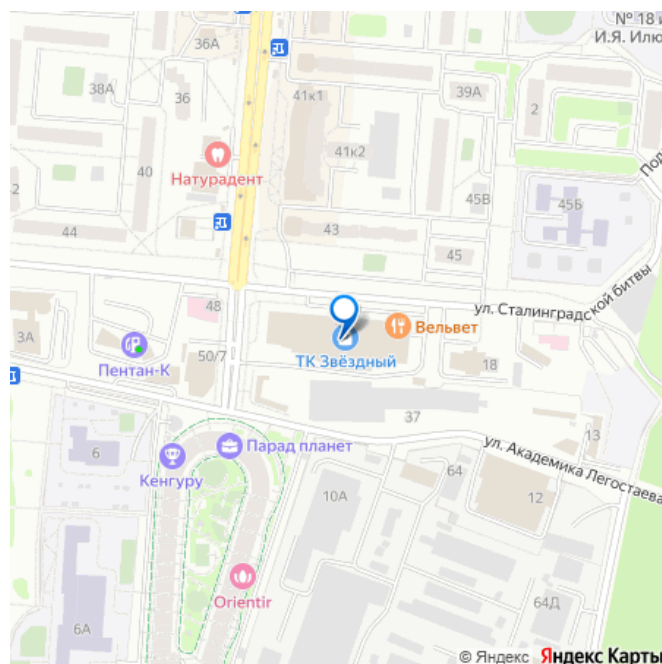 № 18 и
И.Я. Илю
36А
38А
36
41к1
39А
2
41к2
40
Натурадент
Под
2
45В
45Б
44
43
45
ул. Сталинградской битвы
48
3А
Вельвет
50/7
ТК Звёздный
18
Пентан-К
37
13
ул. Академика Легостаева
6
Парад планет
Кенгуру
64
10А
12
Orientir
64Д
6А
© Яндекс Яндекс Карты